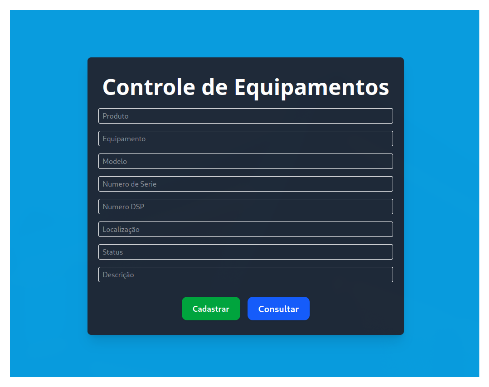 Controle de Equipamentos
Produto
Equipamento
Modelo
Numero de Serie
Numero DSP
Localização
Status
Descrição
Cadastrar Consultar